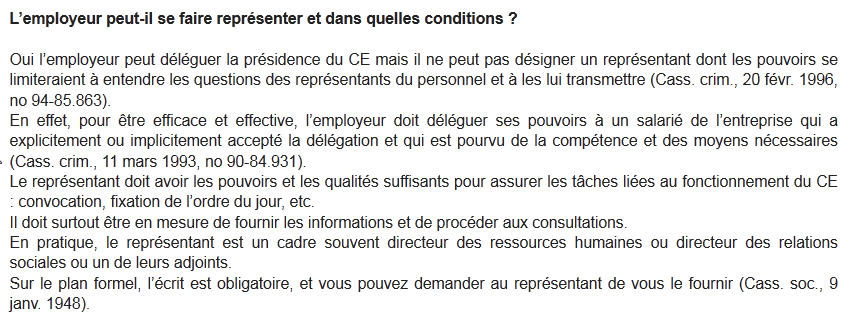 L’employeur peut-il se faire représenter et dans quelles conditions ?
Oui l’employeur peut déléguer la présidence du CE mais il ne peut pas désigner un représentant dont les pouvoirs se
limiteraient à entendre les questions des représentants du personnel et à les lui transmettre (Cass. crim., 20 févr. 1996,
no 94-85.863).
En effet, pour être efficace et effective, l’employeur doit déléguer ses pouvoirs à un salarié de l’entreprise qui a
explicitement ou implicitement accepté la délégation et qui est pourvu de la compétence et des moyens nécessaires
(Cass. crim., 11 mars 1993, no 90-84.931).
Le représentant doit avoir les pouvoirs et les qualités suffisants pour assurer les tâches liées au fonctionnement du CE
: convocation, fixation de l’ordre du jour, etc.
Il doit surtout être en mesure de fournir les informations et de procéder aux consultations.
En pratique, le représentant est un cadre souvent directeur des ressources humaines ou directeur des relations
sociales ou un de leurs adjoints.
Sur le plan formel, l’écrit est obligatoire, et vous pouvez demander au représentant de vous le fournir (Cass. soc., 9
janv. 1948).